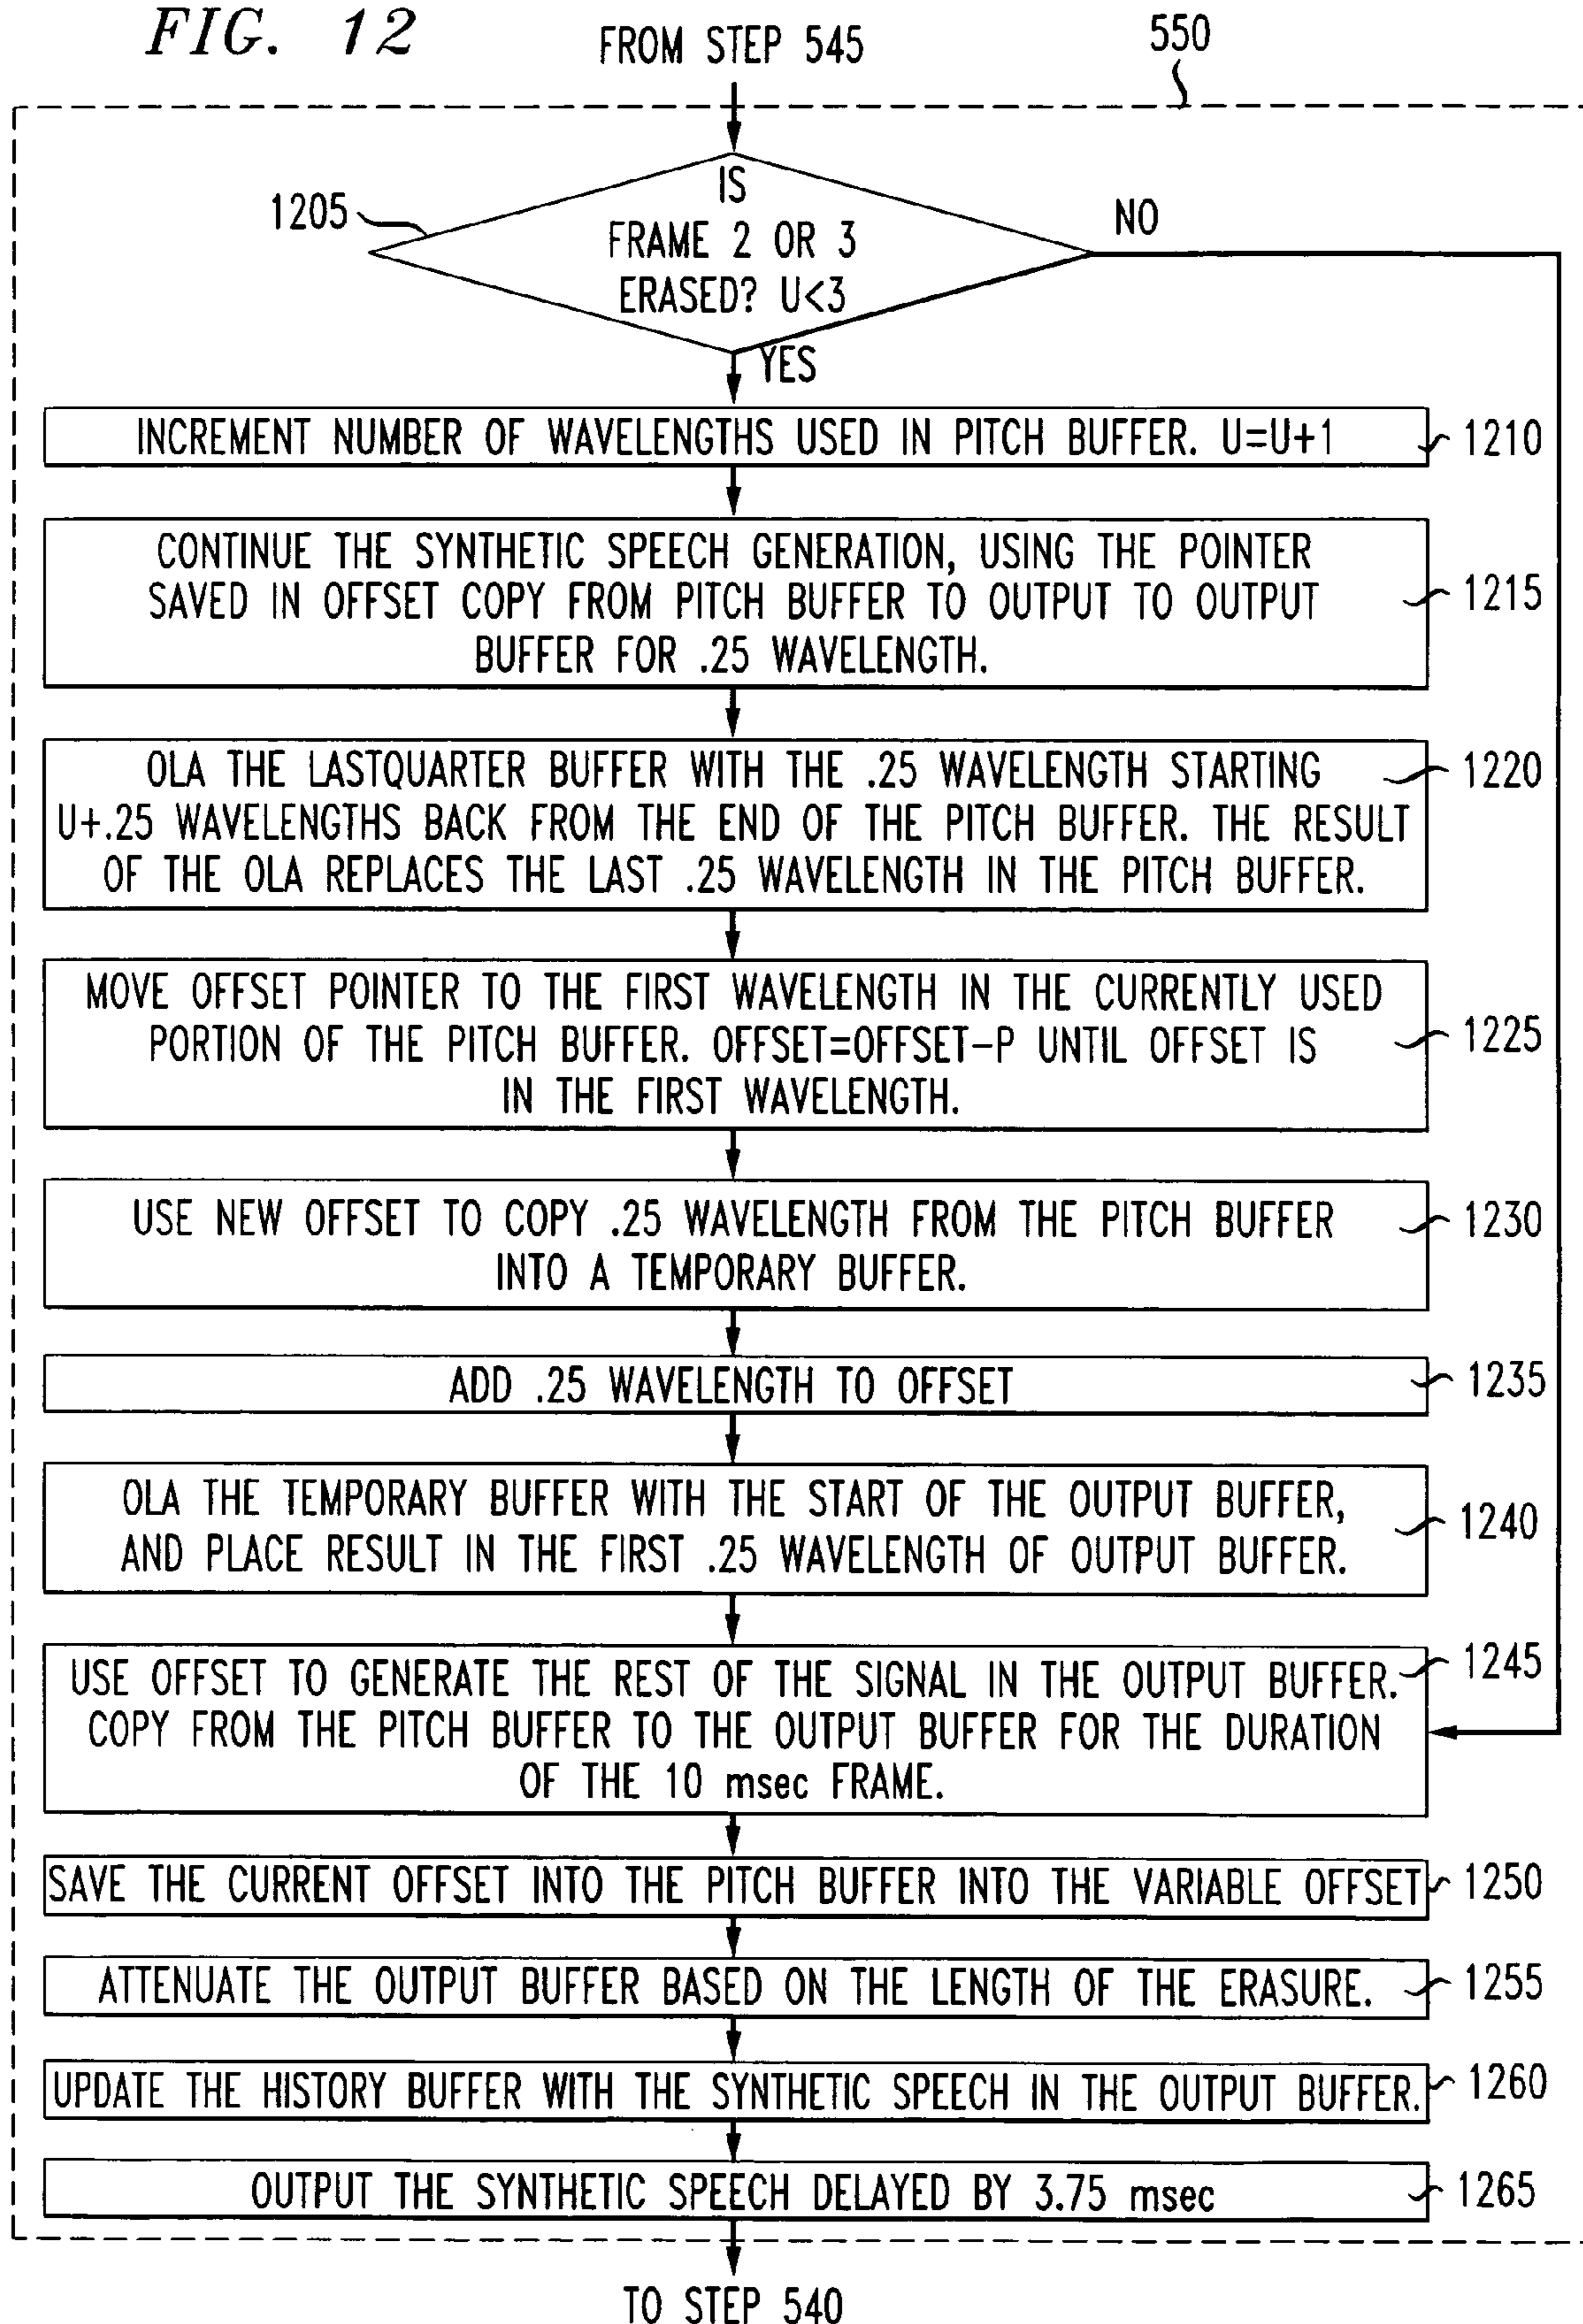 FIG. 12
FROM STEP 545
550
1205
IS
FRAME 2 OR 3
ERASED? U<3
NO
YES
INCREMENT NUMBER OF WAVELENGTHS USED IN PITCH BUFFER. U=U+1
1210
CONTINUE THE SYNTHETIC SPEECH GENERATION, USING THE POINTER
SAVED IN OFFSET COPY FROM PITCH BUFFER TO OUTPUT TO OUTPUT
BUFFER FOR .25 WAVELENGTH.
1215
OLA THE LASTQUARTER BUFFER WITH THE .25 WAVELENGTH STARTING
U+.25 WAVELENGTHS BACK FROM THE END OF THE PITCH BUFFER. THE RESULT
OF THE OLA REPLACES THE LAST .25 WAVELENGTH IN THE PITCH BUFFER.
1220
MOVE OFFSET POINTER TO THE FIRST WAVELENGTH IN THE CURRENTLY USED
PORTION OF THE PITCH BUFFER. OFFSET=OFFSET-P UNTIL OFFSET IS
IN THE FIRST WAVELENGTH.
1225
USE NEW OFFSET TO COPY .25 WAVELENGTH FROM THE PITCH BUFFER
INTO A TEMPORARY BUFFER.
1230
ADD .25 WAVELENGTH TO OFFSET
1235
OLA THE TEMPORARY BUFFER WITH THE START OF THE OUTPUT BUFFER,
AND PLACE RESULT IN THE FIRST .25 WAVELENGTH OF OUTPUT BUFFER.
1240
USE OFFSET TO GENERATE THE REST OF THE SIGNAL IN THE OUTPUT BUFFER.
COPY FROM THE PITCH BUFFER TO THE OUTPUT BUFFER FOR THE DURATION
OF THE 10 msec FRAME.
1245
SAVE THE CURRENT OFFSET INTO THE PITCH BUFFER INTO THE VARIABLE OFFSET
1250
ATTENUATE THE OUTPUT BUFFER BASED ON THE LENGTH OF THE ERASURE.
1255
UPDATE THE HISTORY BUFFER WITH THE SYNTHETIC SPEECH IN THE OUTPUT BUFFER.
1260
OUTPUT THE SYNTHETIC SPEECH DELAYED BY 3.75 msec
1265
TO STEP 540